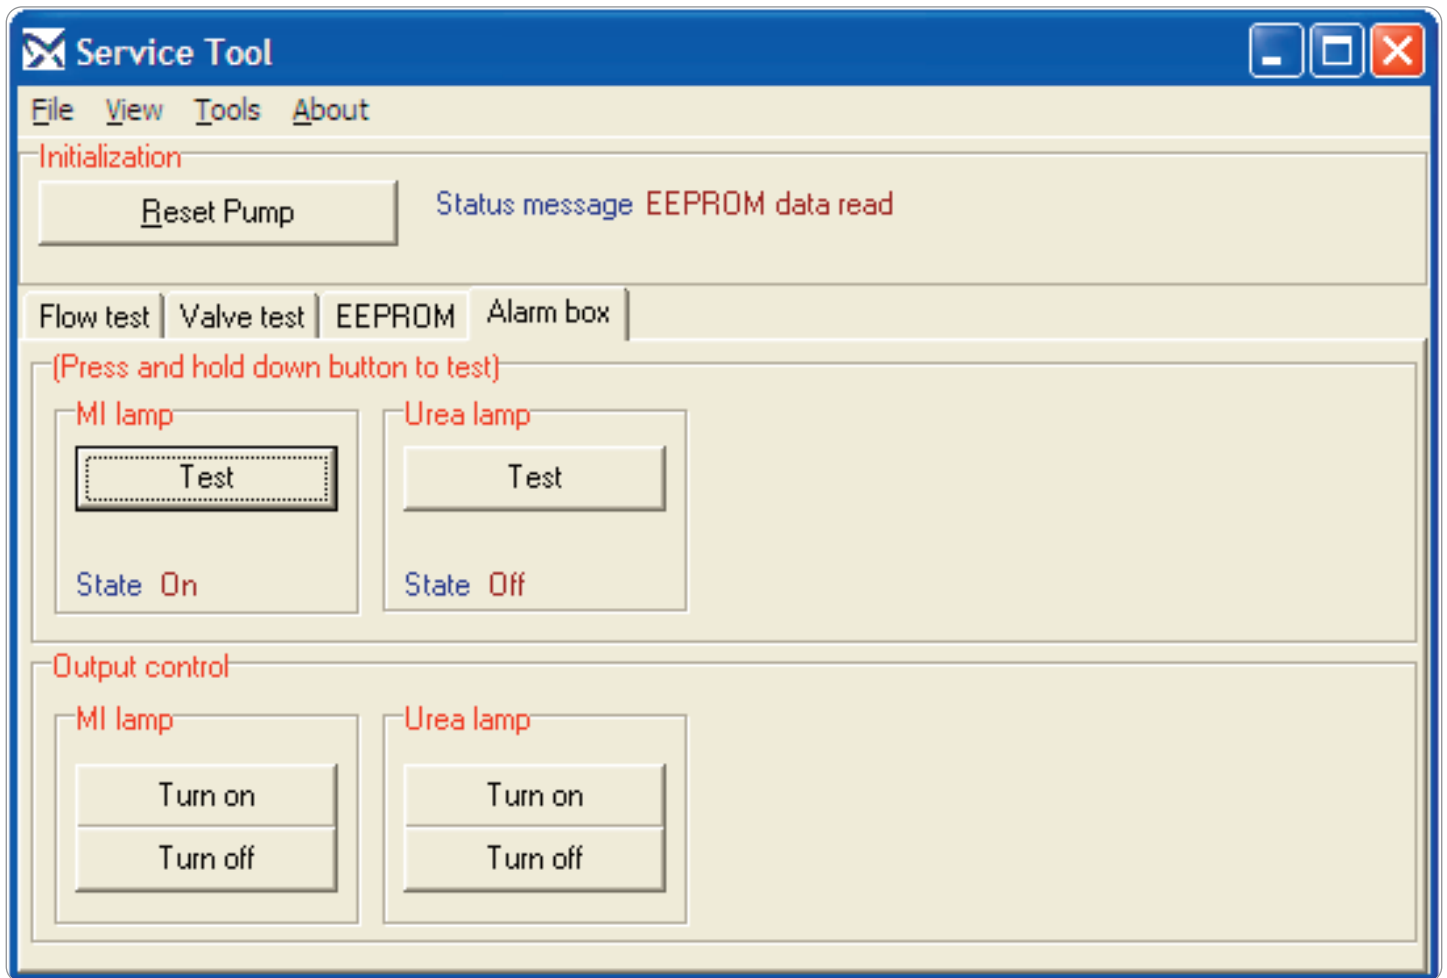 Service Tool
File View Tools About
Initialization
Reset Pump Status message EEPROM data read
Flow test Valve test EEPROM Alarm box
(Press and hold down button to test)
MI lamp Urea lamp
Test Test
State On State Off
Output control
MI lamp Urea lamp
Turn on Turn on
Turn off Turn off